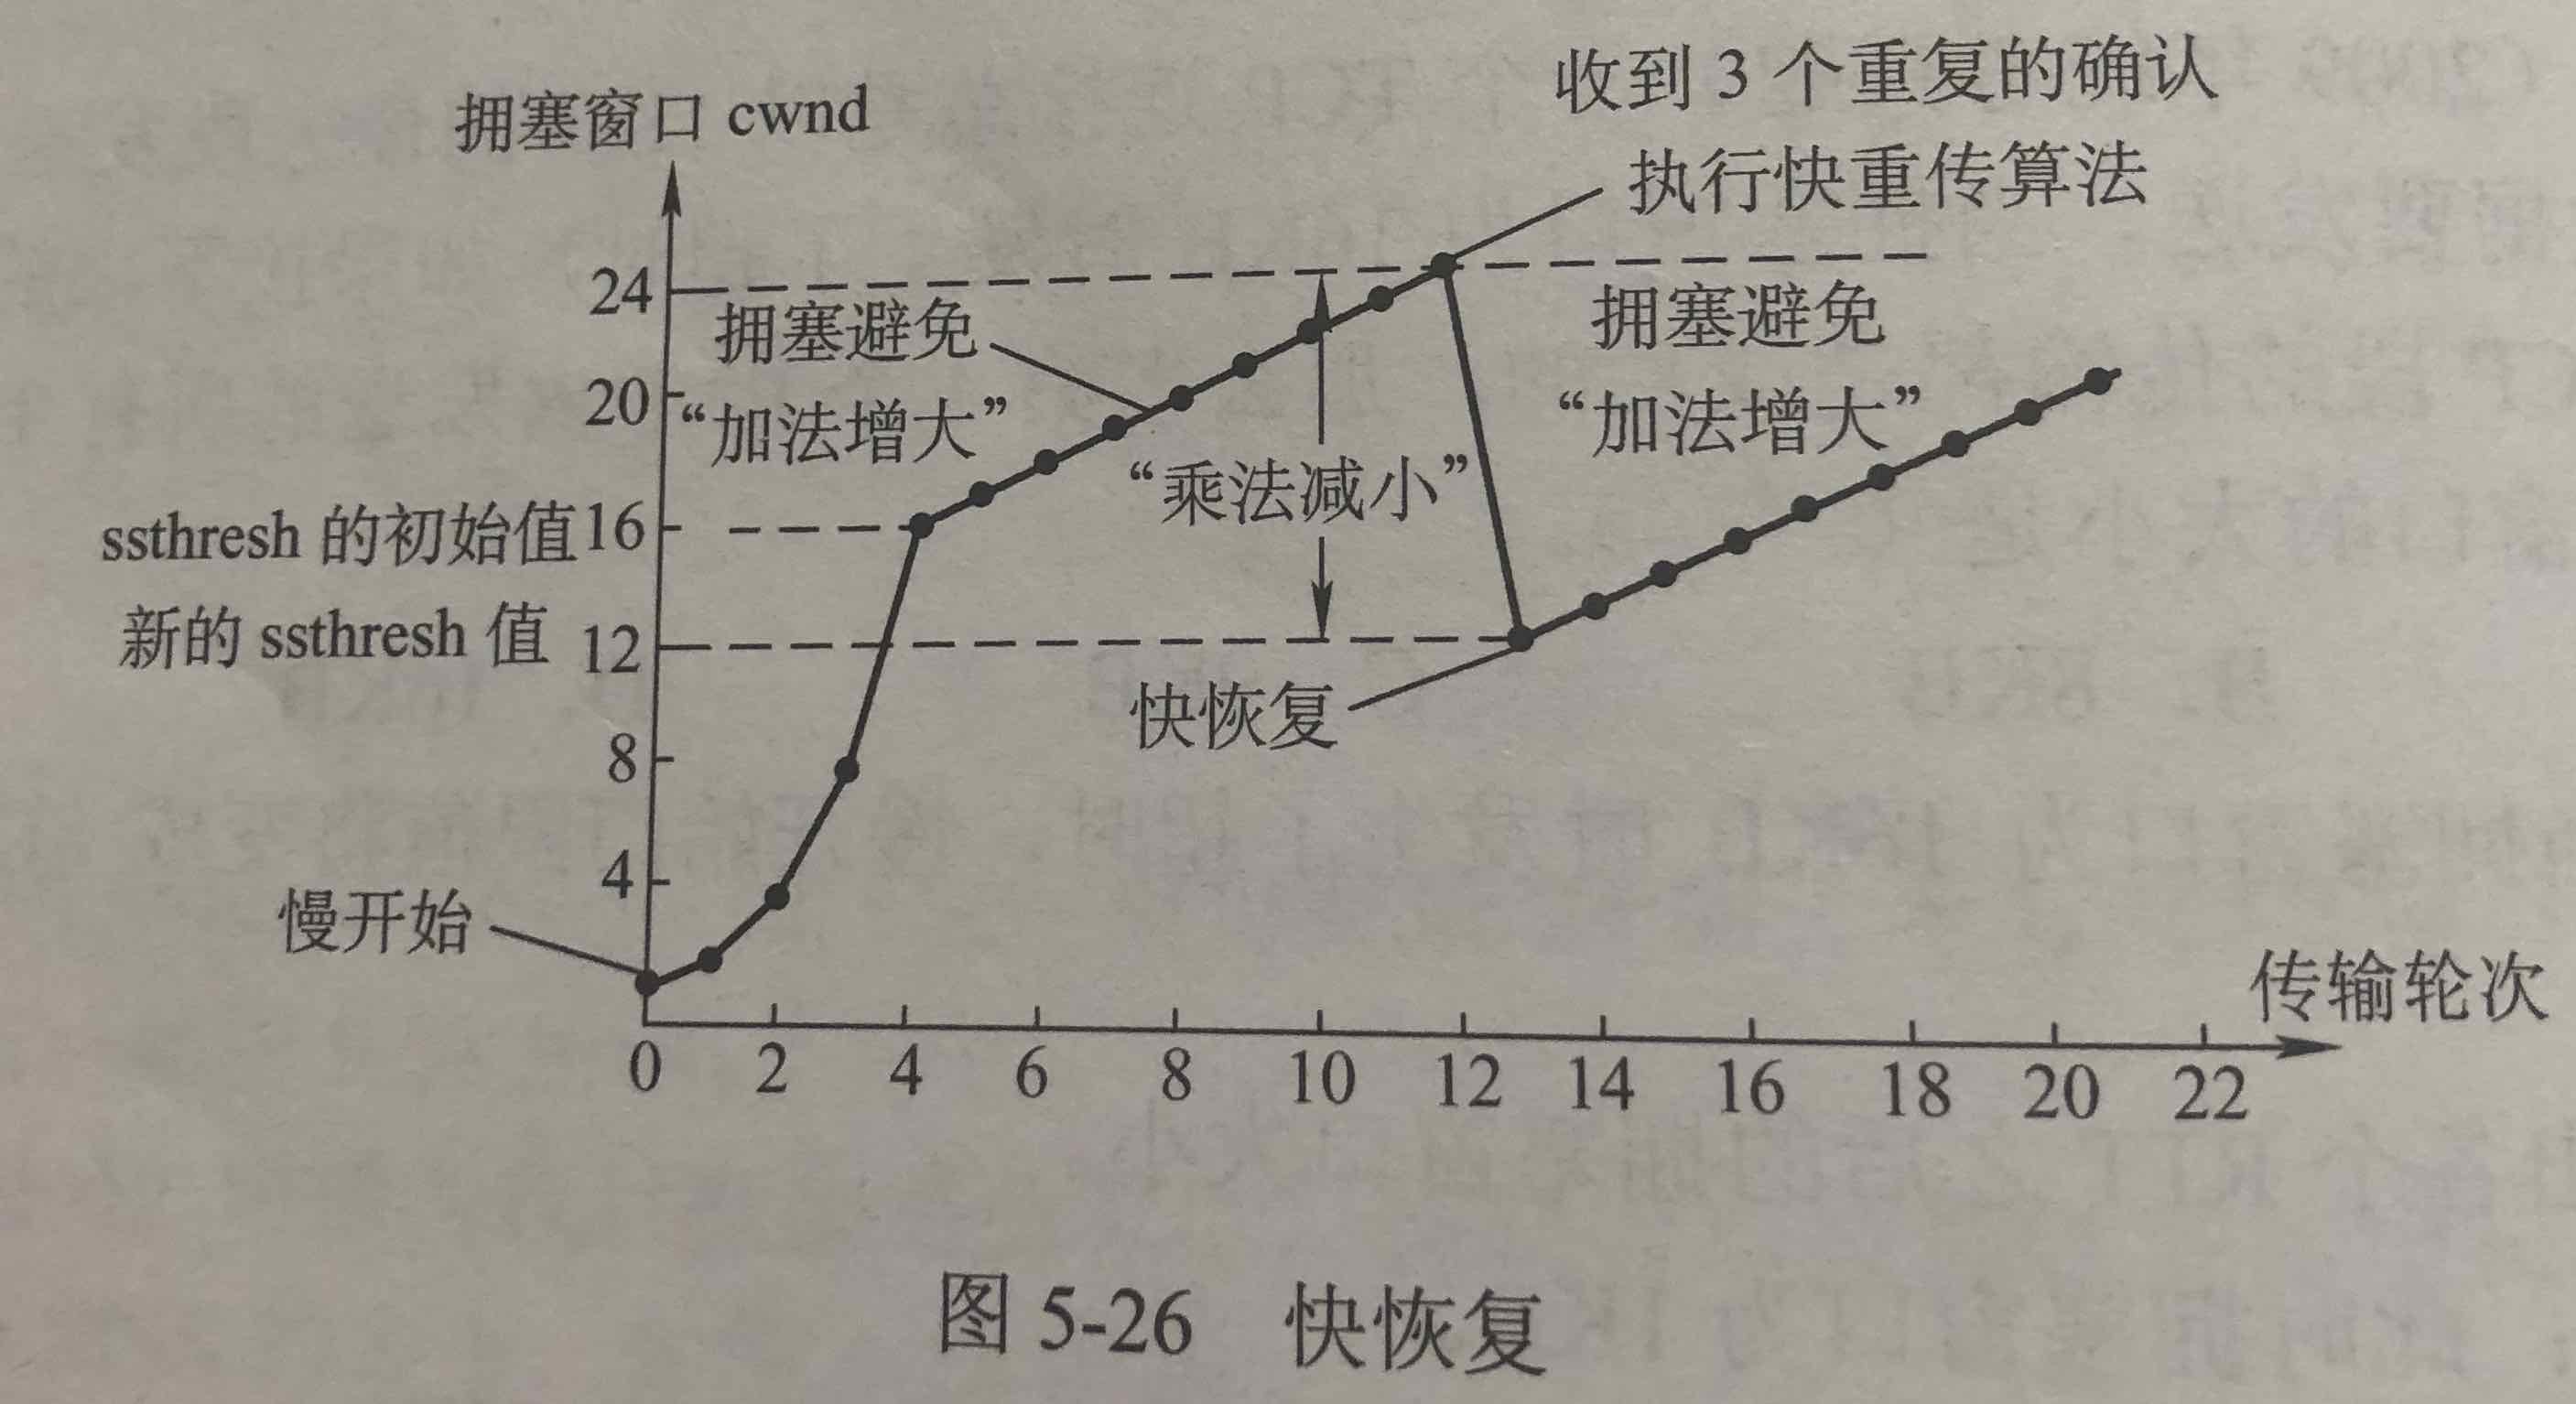 收到 3 个重复的确认
执行快重传算法
拥塞窗口 cwnd
24
拥塞避免
“加法增大”
拥塞避免
“加法增大”
20
“乘法减小”
ssthresh 的初始值16
新的 ssthresh 值 12
快恢复
8
4
慢开始
传输轮次
0 2 4 6 8 10 12 14 16 18 20 22
图 5-26 快恢复